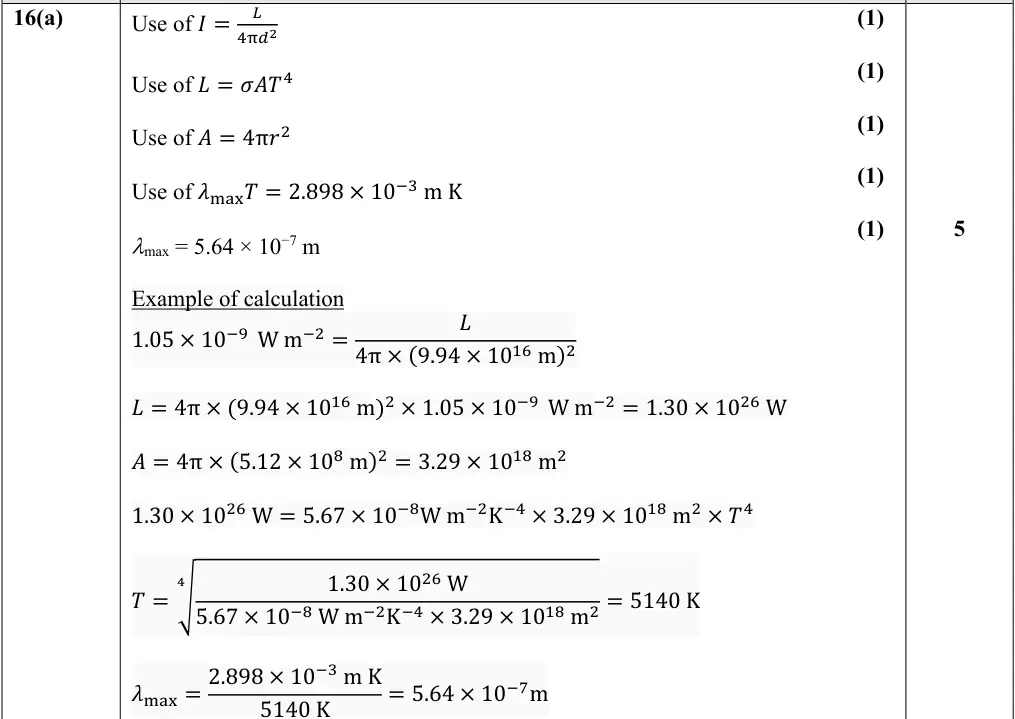 16(a) Use of I = L / 4πd² (1)
Use of L = σAT⁴ (1)
Use of A = 4πr² (1)
Use of λmaxT = 2.898 × 10⁻³ m K (1)
λmax = 5.64 × 10⁻⁷ m (1) 5
Example of calculation
1.05 × 10⁻⁹ W m⁻² = L / 4π × (9.94 × 10¹⁶ m)²
L = 4π × (9.94 × 10¹⁶ m)² × 1.05 × 10⁻⁹ W m⁻² = 1.30 × 10²⁶ W
A = 4π × (5.12 × 10⁸ m)² = 3.29 × 10¹⁸ m²
1.30 × 10²⁶ W = 5.67 × 10⁻⁸W m⁻²K⁻⁴ × 3.29 × 10¹⁸ m² × T⁴
T = ⁴√(1.30 × 10²⁶ W / 5.67 × 10⁻⁸ W m⁻²K⁻⁴ × 3.29 × 10¹⁸ m²) = 5140 K
λmax = 2.898 × 10⁻³ m K / 5140 K = 5.64 × 10⁻⁷m